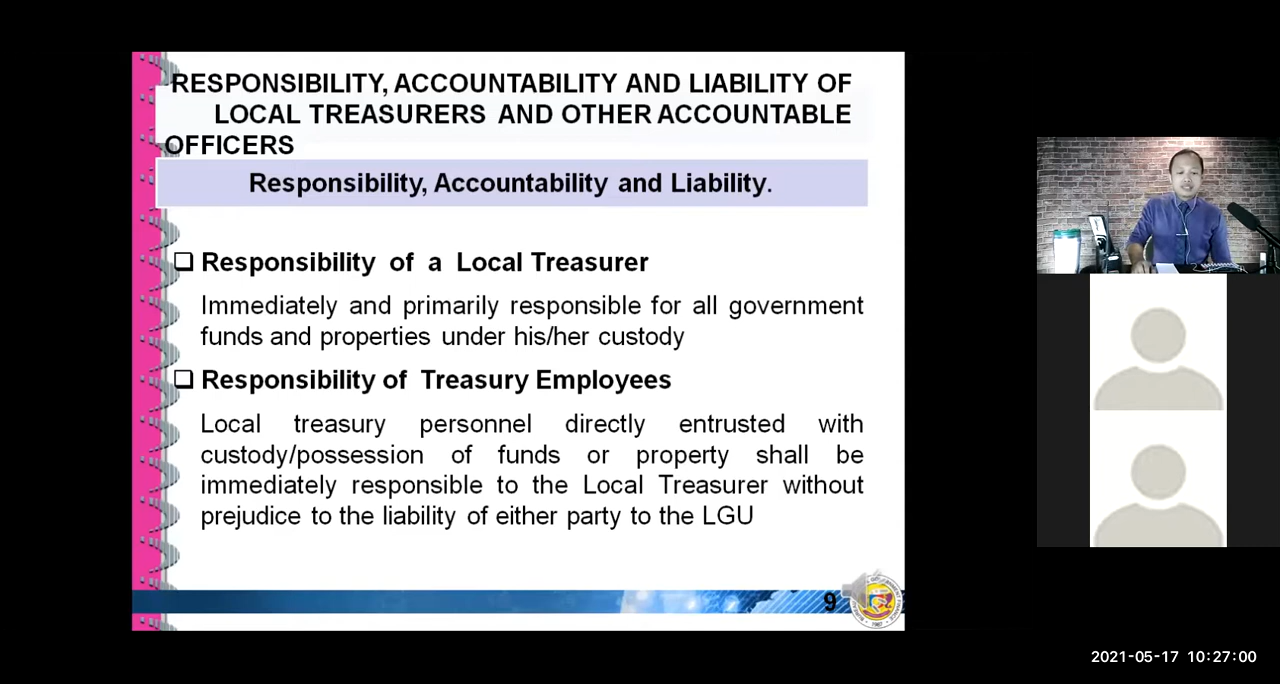 RESPONSIBILITY, ACCOUNTABILITY AND LIABILITY OF
LOCAL TREASURERS AND OTHER ACCOUNTABLE
OFFICERS
Responsibility, Accountability and Liability.
❑ Responsibility of a Local Treasurer
Immediately and primarily responsible for all government
funds and properties under his/her custody
❑ Responsibility of Treasury Employees
Local treasury personnel directly entrusted with
custody/possession of funds or property shall be
immediately responsible to the Local Treasurer without
prejudice to the liability of either party to the LGU
9
2021-05-17 10:27:00